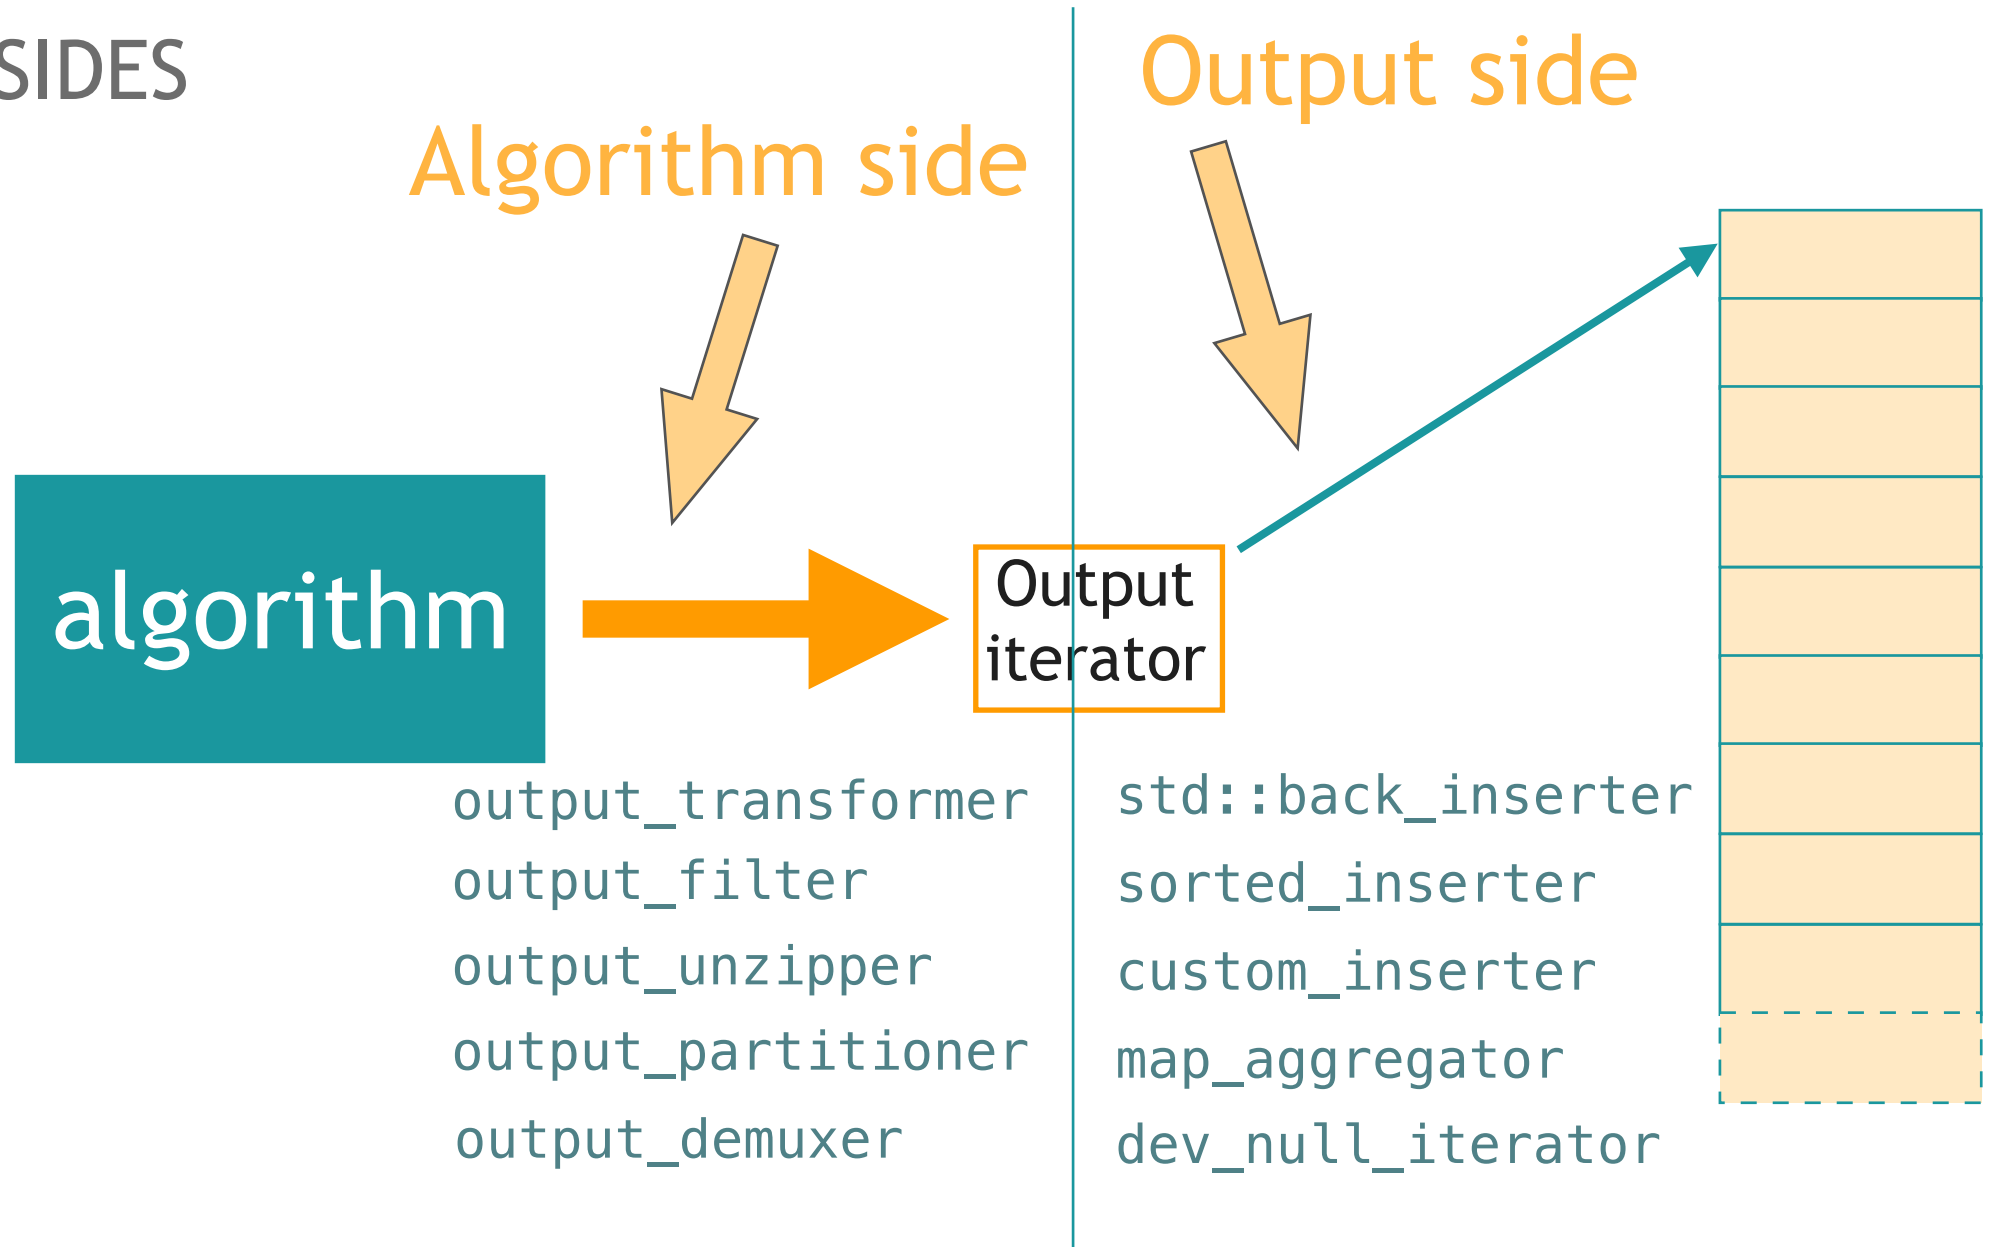 SIDES
Algorithm side
Output side
algorithm
Output
iterator
output_transformer
output_filter
output_unzipper
output_partitioner
output_demuxer
std::back_inserter
sorted_inserter
custom_inserter
map_aggregator
dev_null_iterator